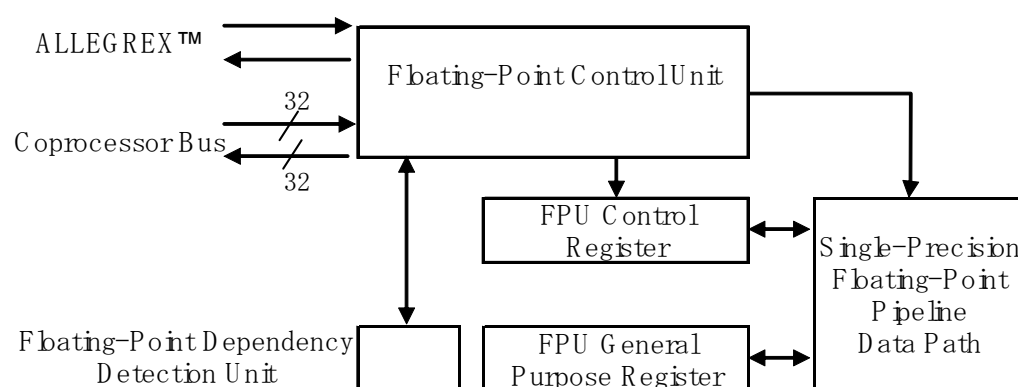 ALLEGREX™
Floating-Point Control Unit
32
Coprocessor Bus
32
FPU Control
Register
Single-Precision
Floating-Point
Pipeline
Data Path
Floating-Point Dependency
Detection Unit
FPU General
Purpose Register